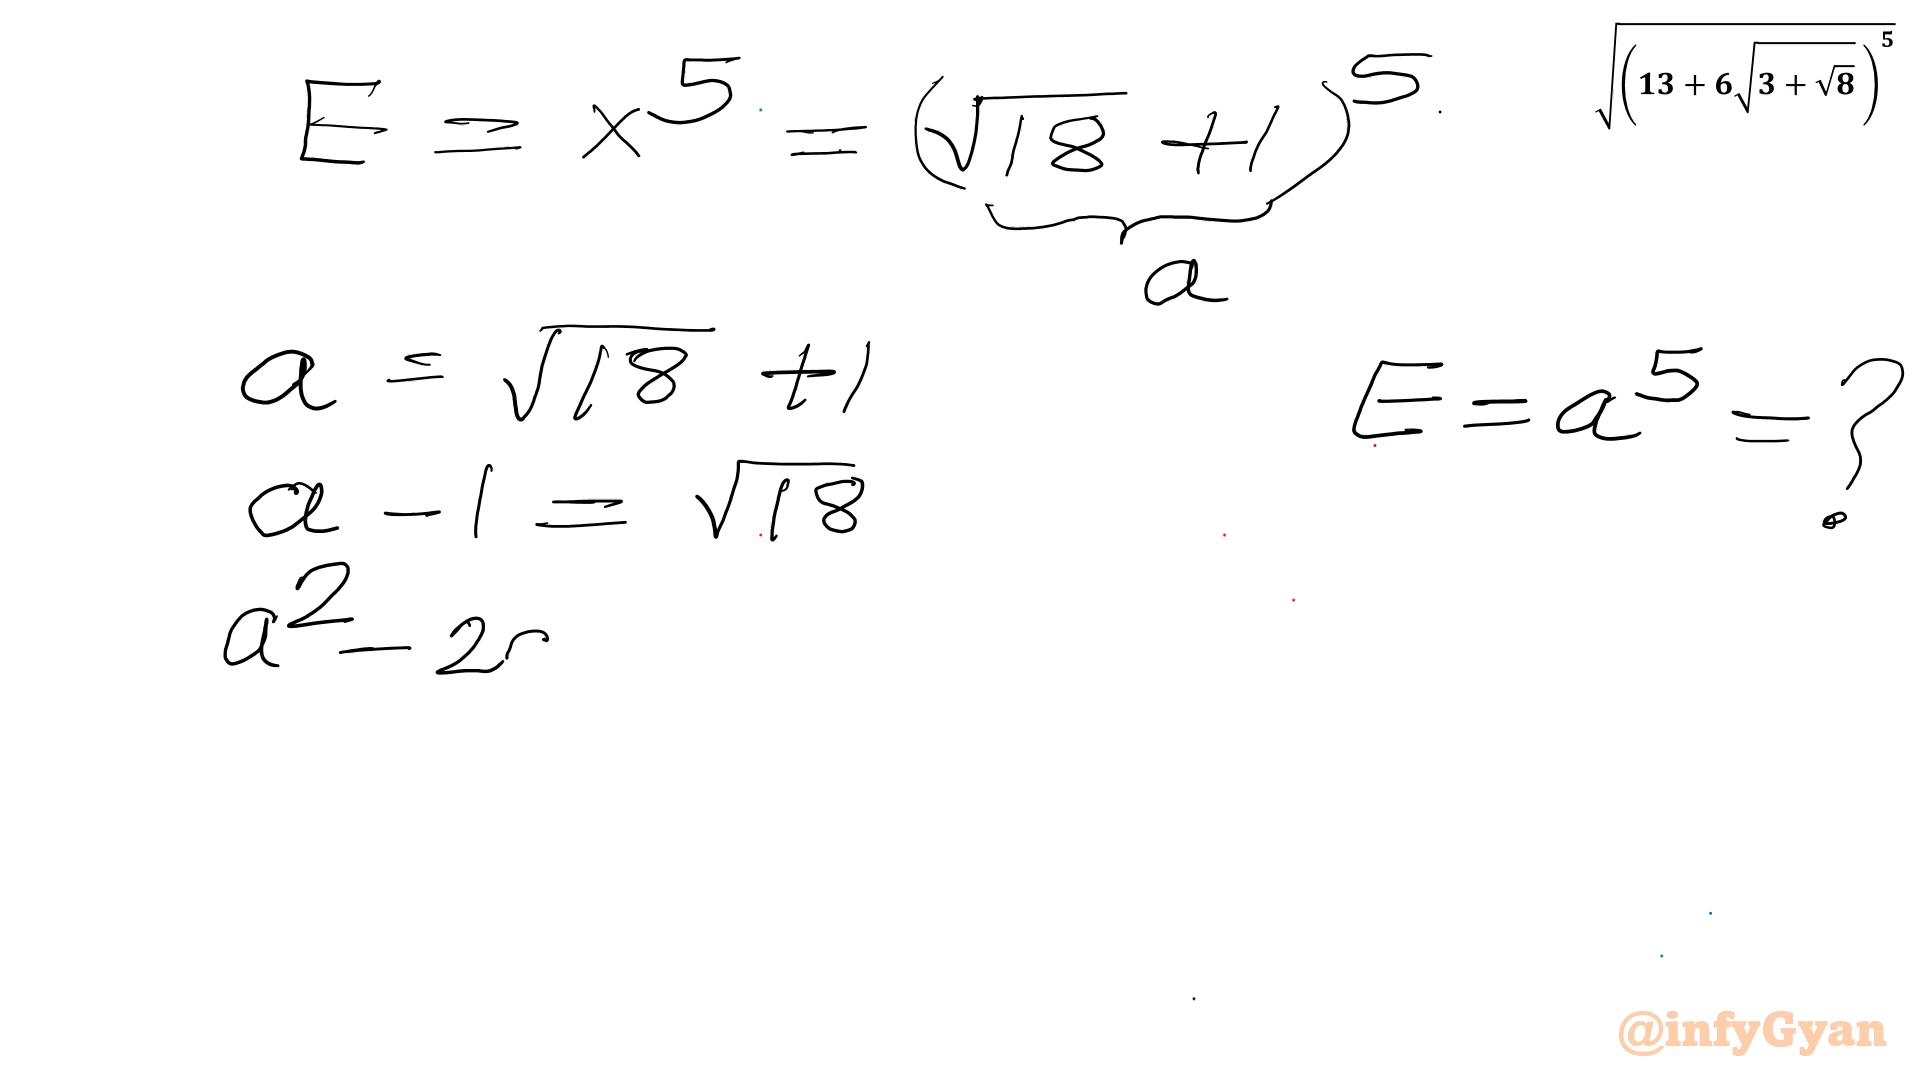 E = x^5 = (√18 + 1)^5
a
√((13 + 6√(3 + √8))^5)
a = √18 + 1
E = a^5 = ?
a - 1 = √18
a^2 - 2
@infyGyan